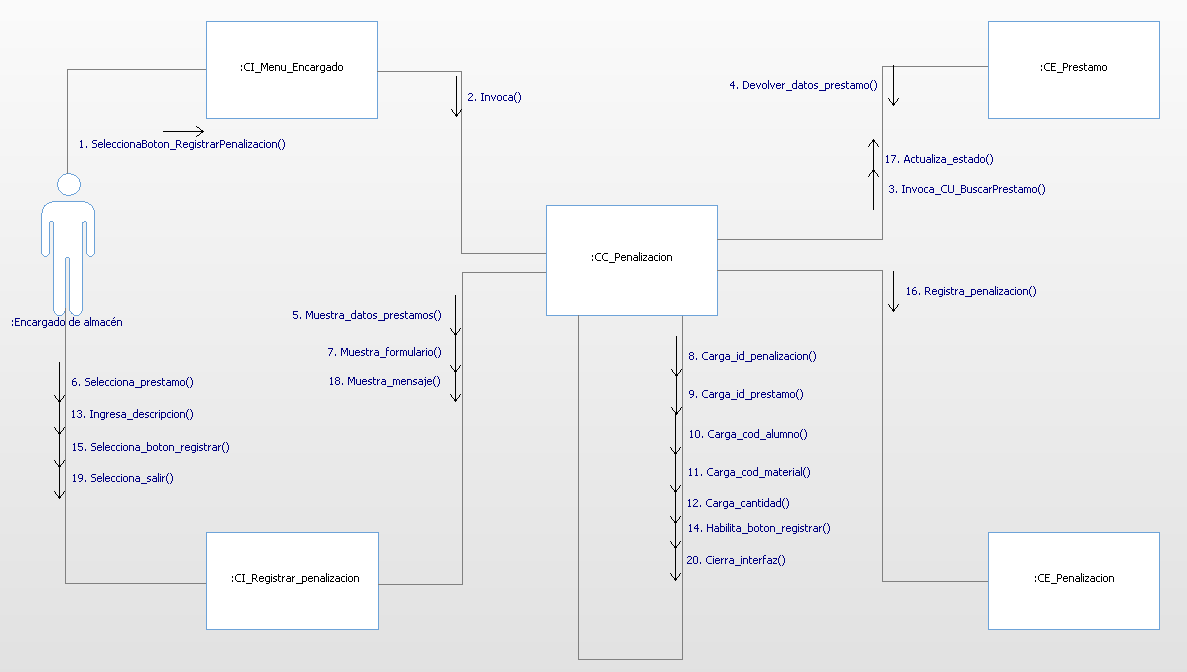 :CI_Menu_Encargado
:CE_Prestamo
4. Devolver_datos_prestamo()
2. Invoca()
1. SeleccionaBoton_RegistrarPenalizacion()
17. Actualiza_estado()
3. Invoca_CU_BuscarPrestamo()
:CC_Penalizacion
16. Registra_penalizacion()
5. Muestra_datos_prestamos()
:Encargado de almacén
7. Muestra_formulario()
8. Carga_id_penalizacion()
18. Muestra_mensaje()
6. Selecciona_prestamo()
9. Carga_id_prestamo()
13. Ingresa_descripcion()
10. Carga_cod_alumno()
15. Selecciona_boton_registrar()
11. Carga_cod_material()
19. Selecciona_salir()
12. Carga_cantidad()
14. Habilita_boton_registrar()
20. Cierra_interfaz()
:CI_Registrar_penalizacion
:CE_Penalizacion